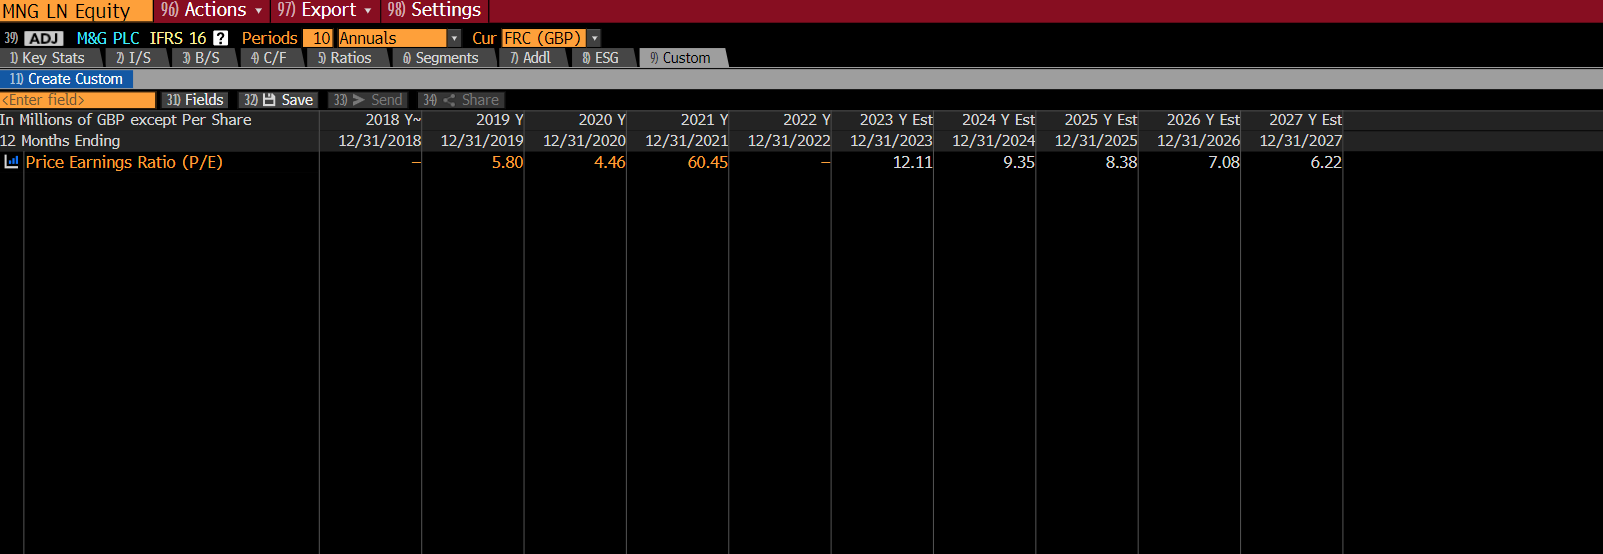 MNG LN Equity 96) Actions 97) Export 98) Settings
39) ADJ M&G PLC IFRS 16 ? Periods 10 Annuals Cur FRC (GBP)
1) Key Stats 2) I/S 3) B/S 4) C/F 5) Ratios 6) Segments 7) Addl 8) ESG 9) Custom
11) Create Custom
<Enter field> 31) Fields 32) Save 33) Send 34) Share
In Millions of GBP except Per Share 2018 Y~ 2019 Y 2020 Y 2021 Y 2022 Y 2023 Y Est 2024 Y Est 2025 Y Est 2026 Y Est 2027 Y Est
12 Months Ending 12/31/2018 12/31/2019 12/31/2020 12/31/2021 12/31/2022 12/31/2023 12/31/2024 12/31/2025 12/31/2026 12/31/2027
Price Earnings Ratio (P/E) — 5.80 4.46 60.45 — 12.11 9.35 8.38 7.08 6.22